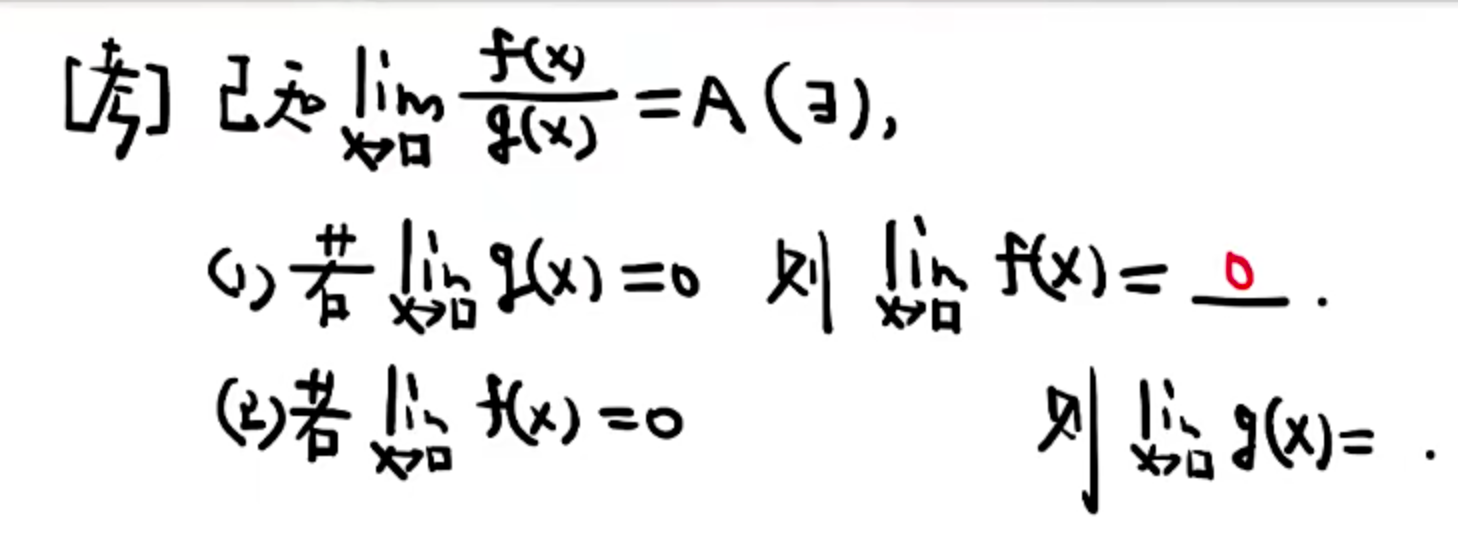 [考] 已知 lim_{x→□} f(x)/g(x) = A (∃),
(1) 若 lim_{x→□} g(x) = 0 则 lim_{x→□} f(x) = 0 .
(2) 若 lim_{x→□} f(x) = 0 则 lim_{x→□} g(x) = .